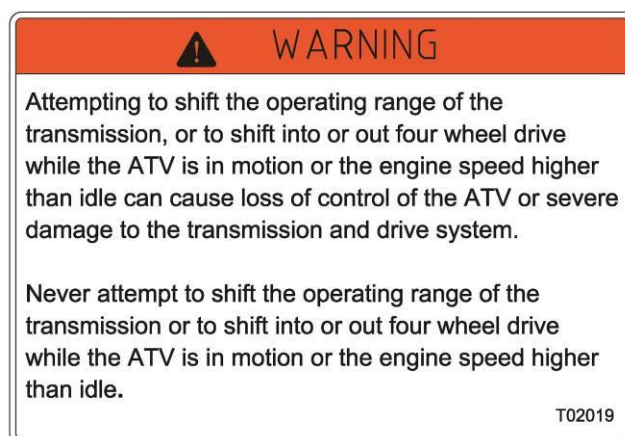 WARNING
Attempting to shift the operating range of the
transmission, or to shift into or out four wheel drive
while the ATV is in motion or the engine speed higher
than idle can cause loss of control of the ATV or severe
damage to the transmission and drive system.
Never attempt to shift the operating range of the
transmission or to shift into or out four wheel drive
while the ATV is in motion or the engine speed higher
than idle.
T02019